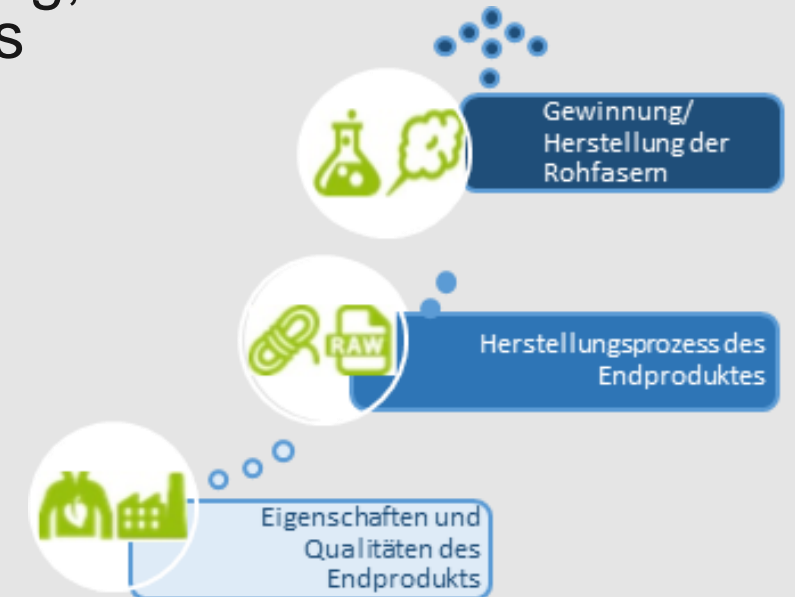 g,
s
Gewinnung/
Herstellung der
Rohfasern
RAW
Herstellungsprozess des
Endproduktes
Eigenschaften und
Qualitäten des
Endprodukts